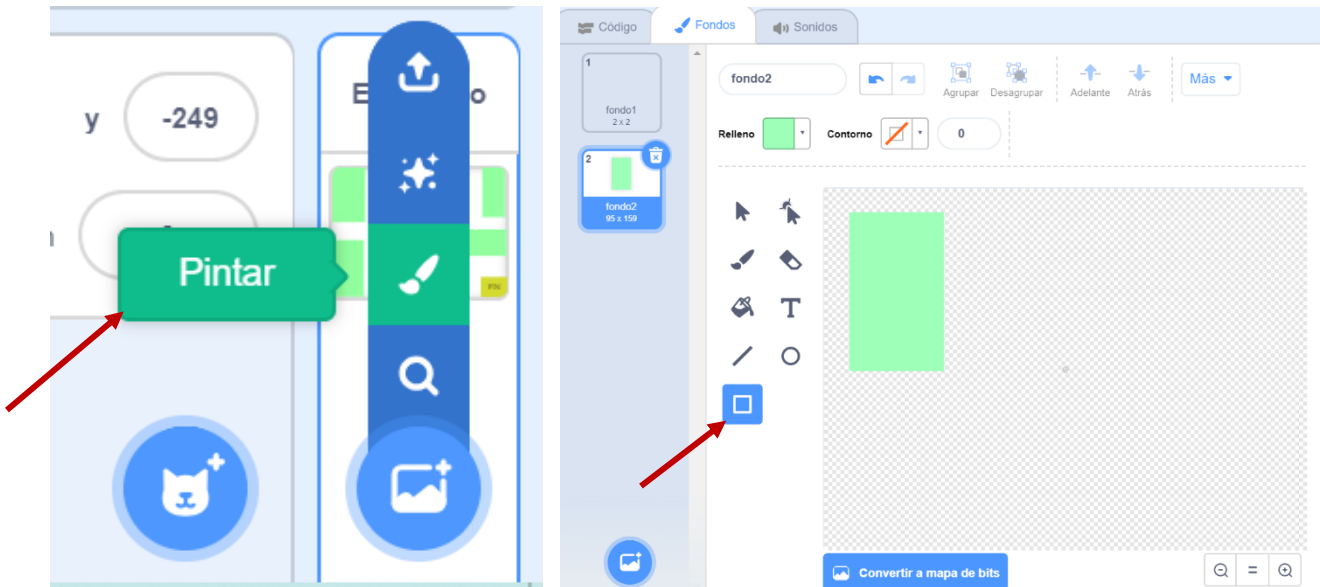 y
-249
E
o
Pintar
FIN
Código
Fondos
Sonidos
1
fondo1
2 x 2
2
fondo2
95 x 159
fondo2
Agrupar
Desagrupar
Adelante
Atrás
Más
Relleno
Contorno
0
T
Convertir a mapa de bits